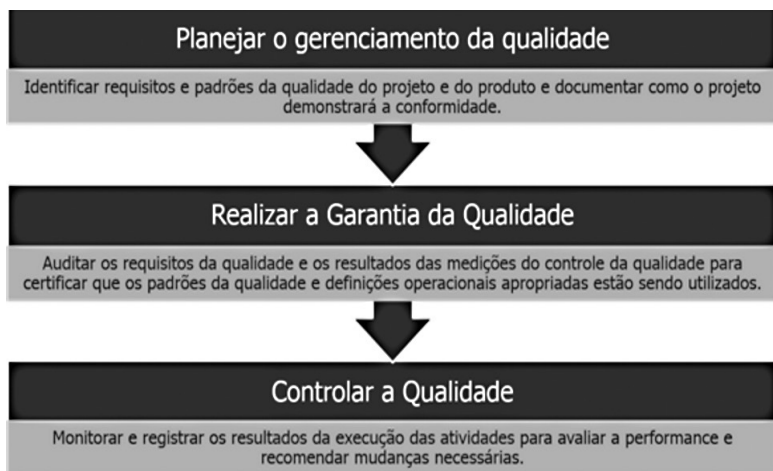 Planejar o gerenciamento da qualidade
Identificar requisitos e padrões da qualidade do projeto e do produto e documentar como o projeto
demonstrará a conformidade.
Realizar a Garantia da Qualidade
Auditar os requisitos da qualidade e os resultados das medições do controle da qualidade para
certificar que os padrões da qualidade e definições operacionais apropriadas estão sendo utilizados.
Controlar a Qualidade
Monitorar e registrar os resultados da execução das atividades para avaliar a performance e
recomendar mudanças necessárias.